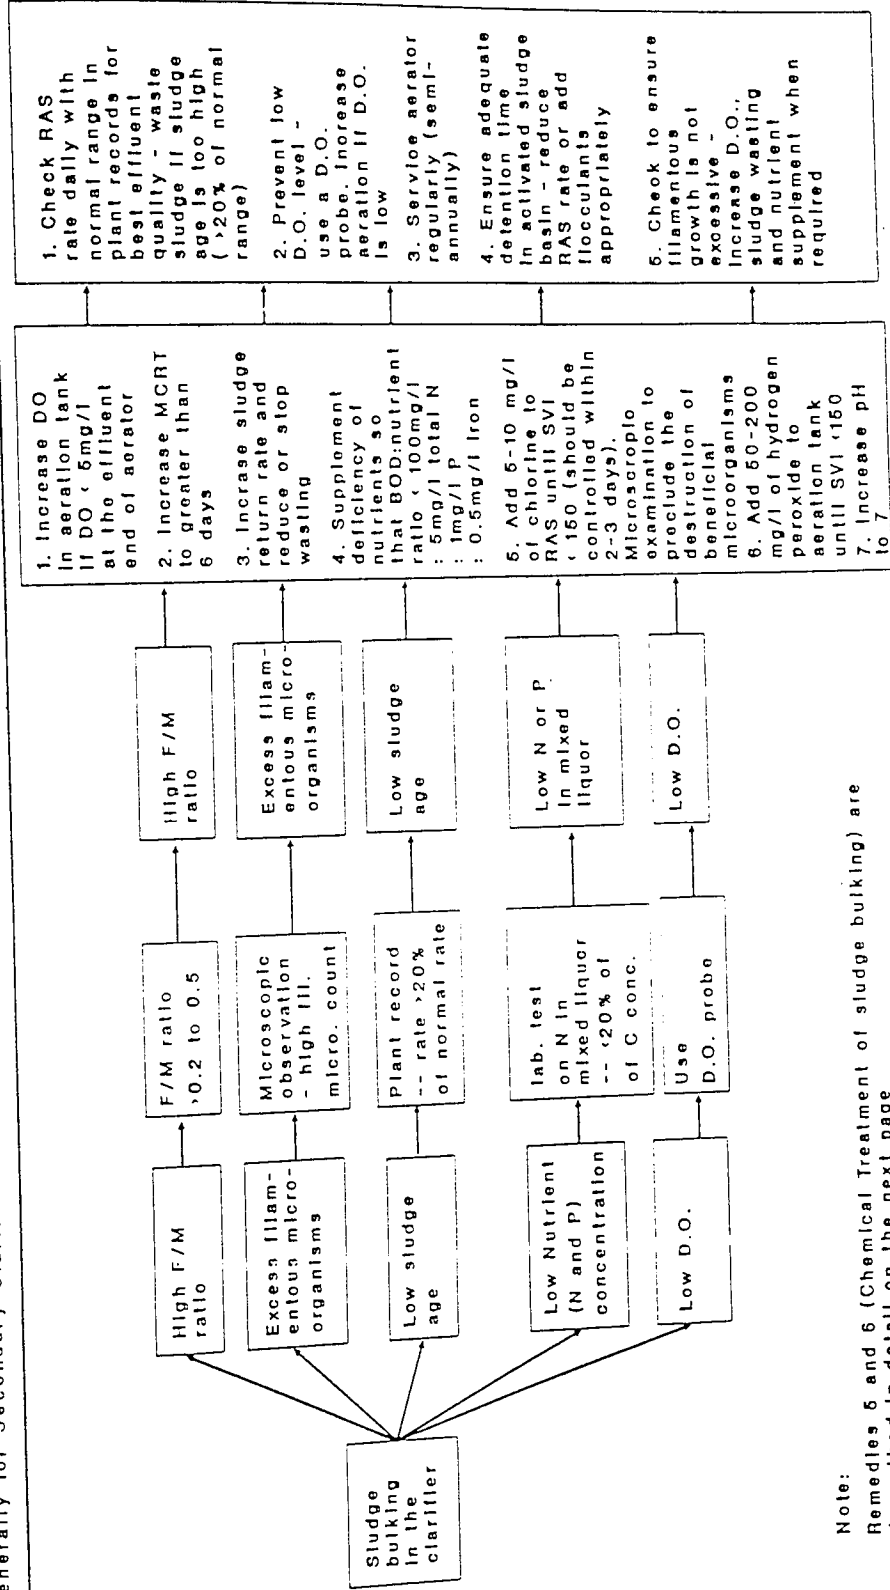 Sludge
bulking
in the
clarifier
High F/M
ratio
Excess filam-
entous micro-
organisms
Low sludge
age
Low Nutrient
(N and P)
concentration
Low D.O.
F/M ratio
>0.2 to 0.5
Microscopic
observation
- high fil.
micro. count
Plant record
-- rate >20%
of normal rate
lab. test
on N in
mixed liquor
-- <20% of
of C conc.
Use
D.O. probe
High F/M
ratio
Excess filam-
entous micro-
organisms
Low sludge
age
Low N or P
in mixed
liquor
Low D.O.
1. Increase DO
in aeration tank
if DO < 5mg/l
at the effluent
end of aerator
2. Increase MCRT
to greater than
6 days
3. Incrase sludge
return rate and
reduce or stop
wasting
4. Supplement
deficiency of
nutrients so
that BOD:nutrient
ratio < 100mg/l
: 5mg/l total N
: 1mg/l P
: 0.5mg/l iron
5. Add 5-10 mg/l
of chlorine to
RAS until SVI
< 150 (should be
controlled within
2-3 days).
Microscropic
examination to
preclude the
destruction of
beneficial
microorganisms
6. Add 50-200
mg/l of hydrogen
peroxide to
aeration tank
until SVI <150
7. Increase pH
to 7
1. Check RAS
rate daily with
normal range in
plant records for
best effluent
quality - waste
sludge if sludge
age is too high
(>20% of normal
range)
2. Prevent low
D.O. level -
use a D.O.
probe. Increase
aeration if D.O.
is low
3. Service aerator
regularly (semi-
annually)
4. Ensure adequate
detention time
in activated sludge
basin - reduce
RAS rate or add
flocculants
appropriately
5. Check to ensure
filamentous
growth is not
excessive -
Increase D.O.,
sludge wasting
and nutrient
supplement when
required
Note:
Remedies 5 and 6 (Chemical Treatment of sludge bulking) are
in detail on the next page